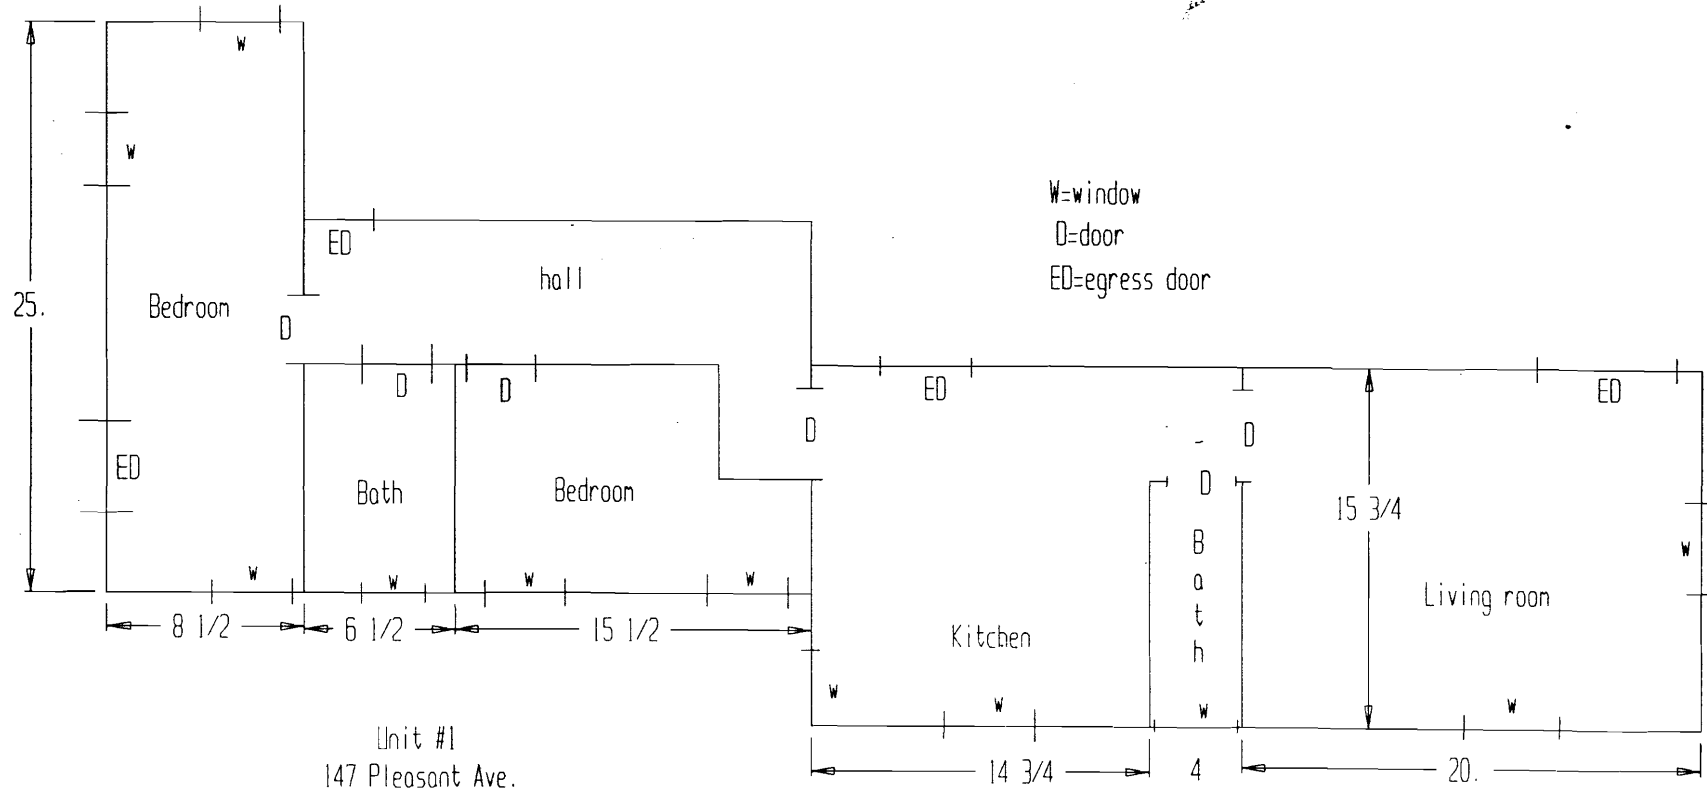 W
W
W=window
D=door
ED=egress door
ED
hall
25.
Bedroom
D
D
D
ED
ED
D
D
ED
Bath
Bedroom
D
15 3/4
Bath
W
W
W
W
W
Living room
8 1/2
6 1/2
15 1/2
Kitchen
W
W
W
W
Unit #1
147 Pleasant Ave.
14 3/4
4
20.